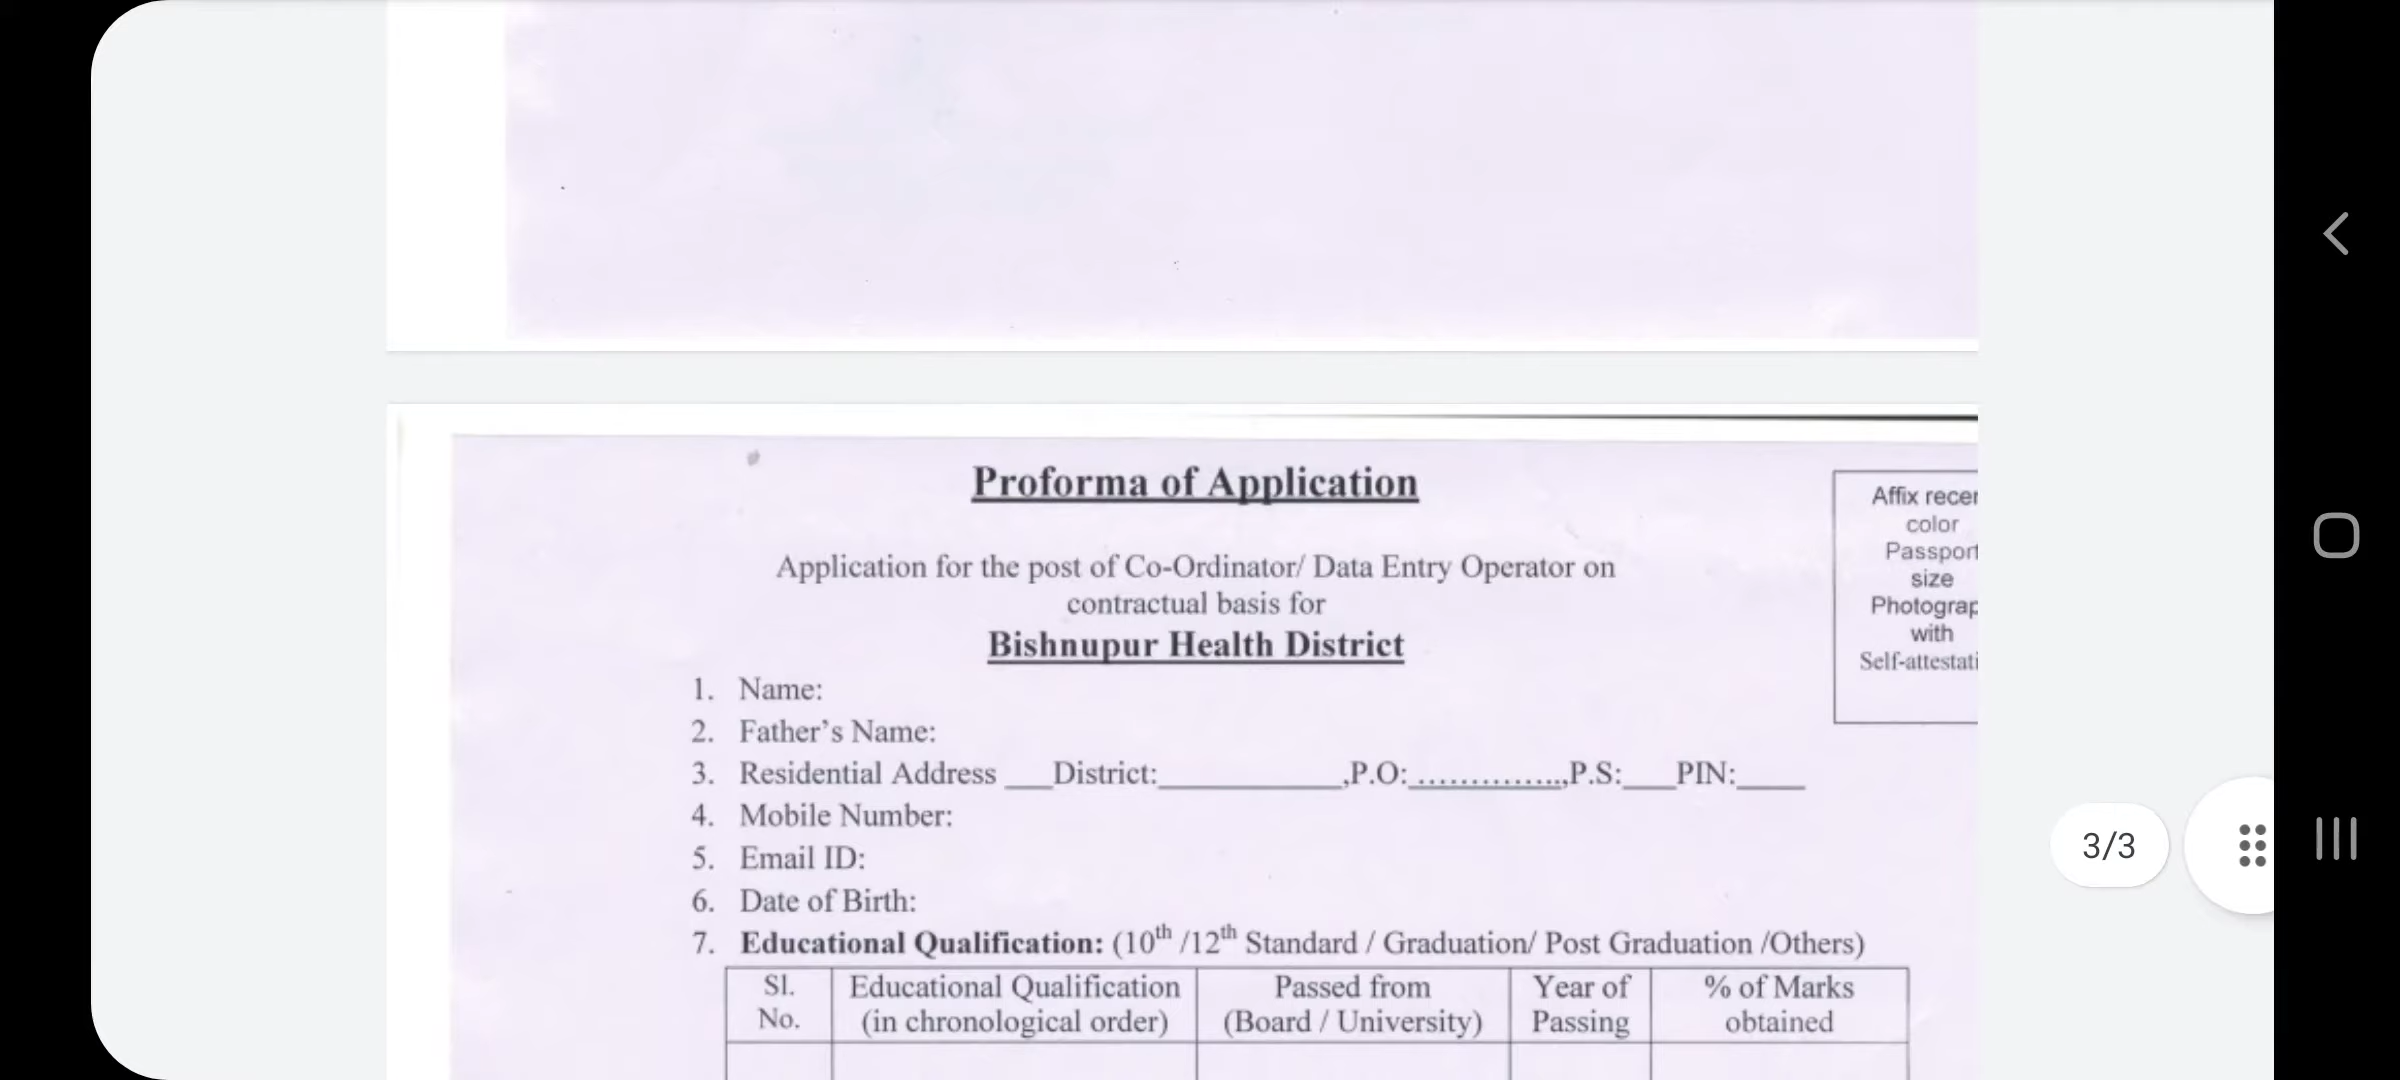 Proforma of Application
Affix
color
Passport
size
with
Application for the post of Co-Ordinator/ Data Entry Operator on
contractual basis for
Bishnupur Health District
1. Name:
2. Father's Name:
3. Residential Address ___District:____________,P.O:..............,P.S:___PIN:____
4. Mobile Number:
5. Email ID:
6. Date of Birth:
7. Educational Qualification: (10th /12th Standard / Graduation/ Post Graduation /Others)
Sl. No.
Educational Qualification
(in chronological order)
Passed from
(Board / University)
Year of
Passing
% of Marks
obtained
3/3